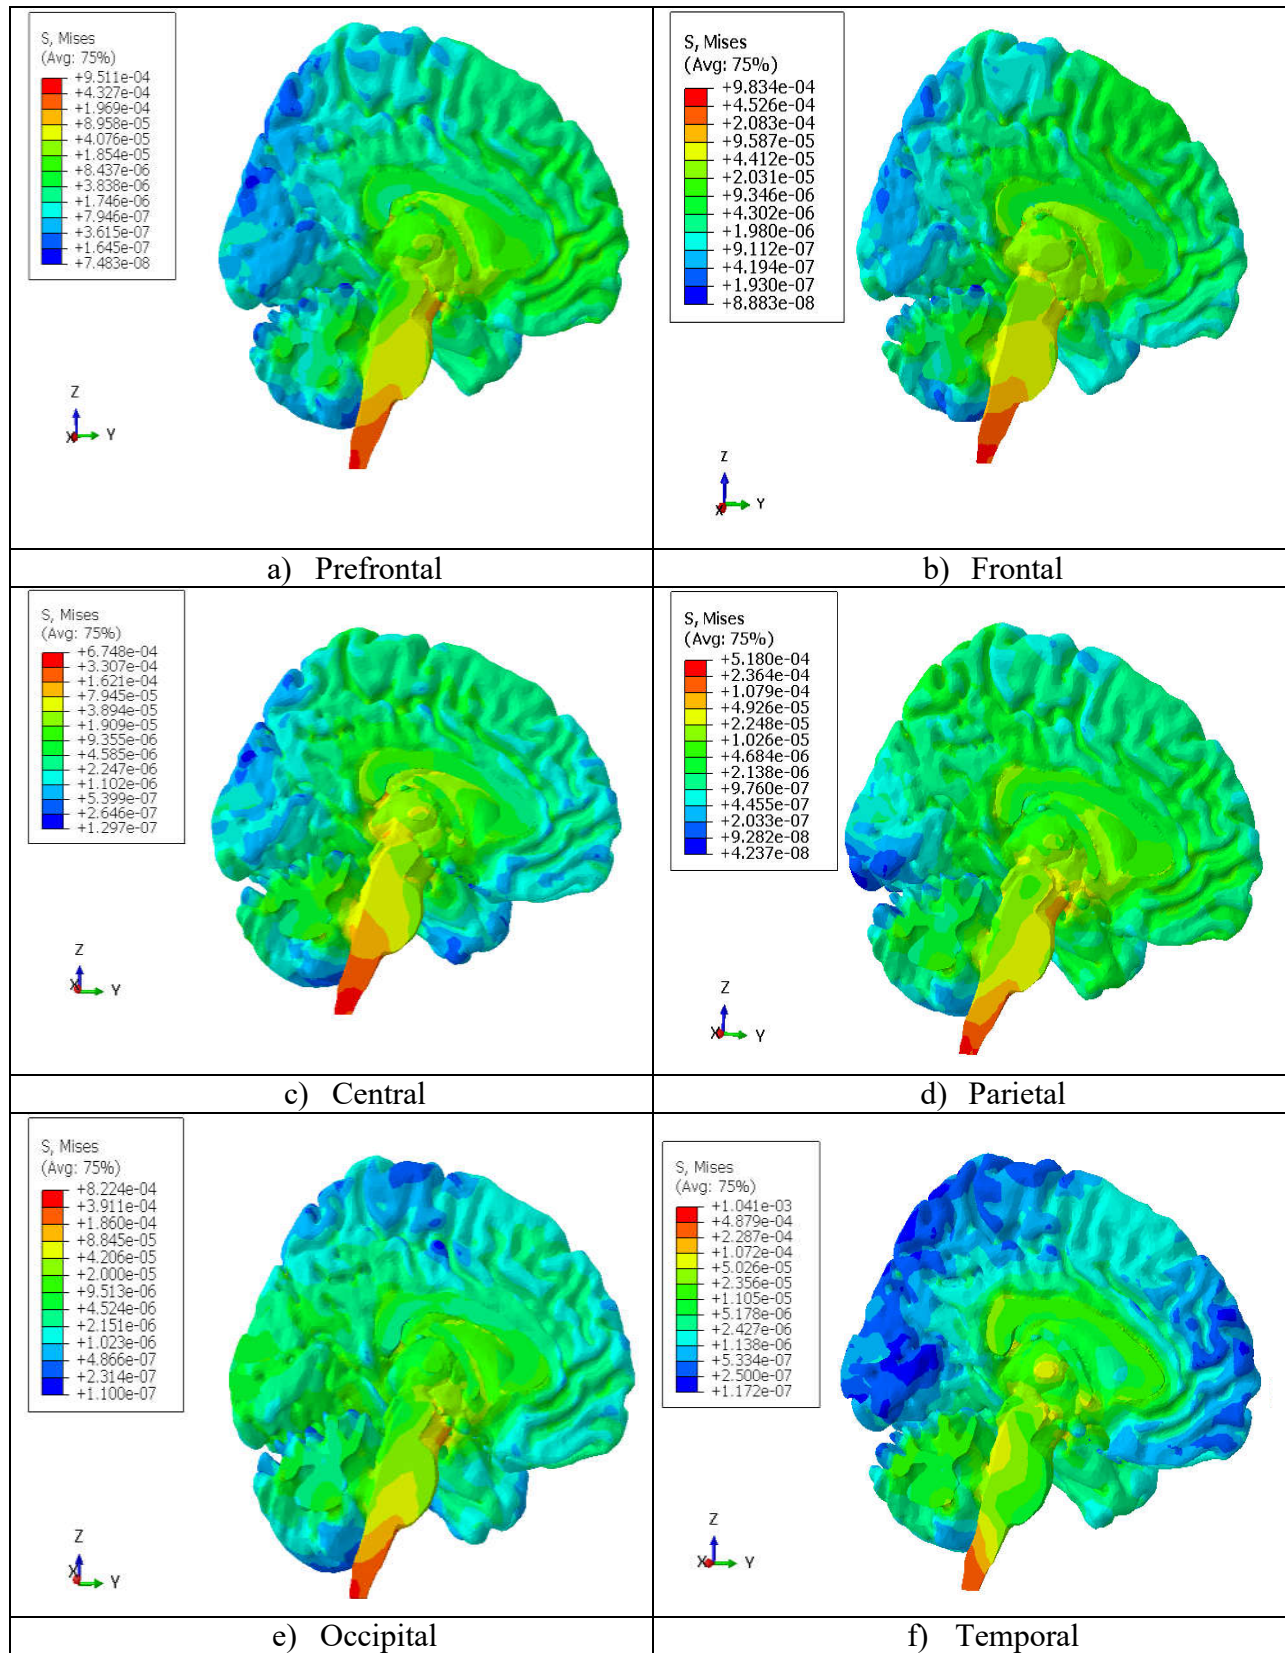 S, Mises
(Avg: 75%)
+9.511e-04
+4.327e-04
+1.969e-04
+8.958e-05
+4.076e-05
+1.854e-05
+8.437e-06
+3.838e-06
+1.746e-06
+7.946e-07
+3.615e-07
+1.645e-07
+7.483e-08
Z
X Y
S, Mises
(Avg: 75%)
+9.834e-04
+4.526e-04
+2.083e-04
+9.587e-05
+4.412e-05
+2.031e-05
+9.346e-06
+4.302e-06
+1.980e-06
+9.112e-07
+4.194e-07
+1.930e-07
+8.883e-08
Z
X Y
a) Prefrontal
b) Frontal
S, Mises
(Avg: 75%)
+6.748e-04
+3.307e-04
+1.621e-04
+7.945e-05
+3.894e-05
+1.909e-05
+9.355e-06
+4.585e-06
+2.247e-06
+1.102e-06
+5.399e-07
+2.646e-07
+1.297e-07
Z
X Y
S, Mises
(Avg: 75%)
+5.180e-04
+2.364e-04
+1.079e-04
+4.926e-05
+2.248e-05
+1.026e-05
+4.684e-06
+2.138e-06
+9.760e-07
+4.455e-07
+2.033e-07
+9.282e-08
+4.237e-08
Z
X Y
c) Central
d) Parietal
S, Mises
(Avg: 75%)
+8.224e-04
+3.911e-04
+1.860e-04
+8.845e-05
+4.206e-05
+2.000e-05
+9.513e-06
+4.524e-06
+2.151e-06
+1.023e-06
+4.866e-07
+2.314e-07
+1.100e-07
Z
X Y
S, Mises
(Avg: 75%)
+1.041e-03
+4.879e-04
+2.287e-04
+1.072e-04
+5.026e-05
+2.356e-05
+1.105e-05
+5.178e-06
+2.427e-06
+1.138e-06
+5.334e-07
+2.500e-07
+1.172e-07
Z
X Y
e) Occipital
f) Temporal